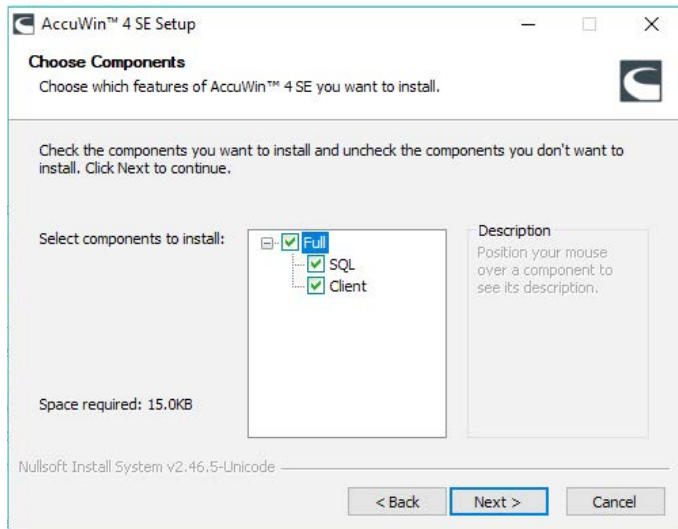 AccuWin™ 4 SE Setup
Choose Components
Choose which features of AccuWin™ 4 SE you want to install.
Check the components you want to install and uncheck the components you don't want to
install. Click Next to continue.
Select components to install:
Full
SQL
Client
Description
Position your mouse
over a component to
see its description.
Space required: 15.0KB
Nullsoft Install System v2.46.5-Unicode
< Back
Next >
Cancel